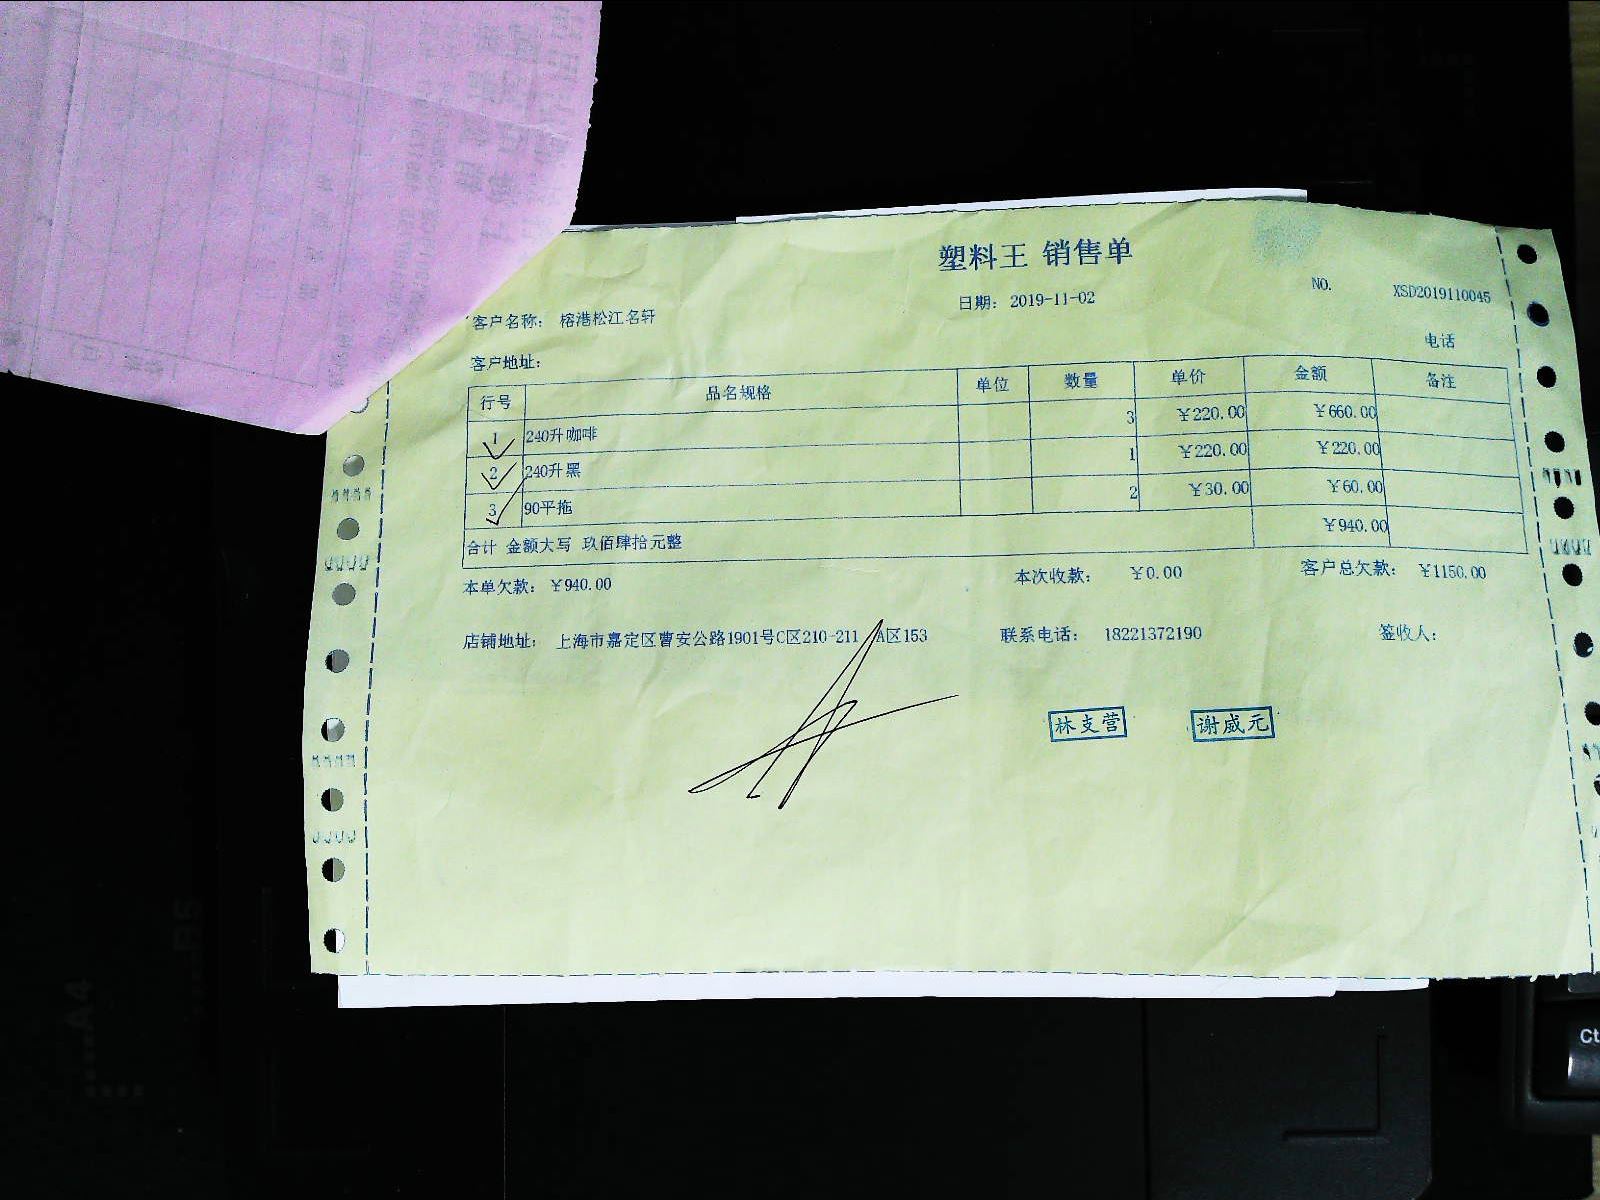 塑料王 销售单
客户名称: 榕港松江名轩 日期: 2019-11-02 NO. XSD2019110045
客户地址: 电话
行号 品名规格 单位 数量 单价 金额 备注
1 240升咖啡 3 ¥220.00 ¥660.00
2 240升黑 1 ¥220.00 ¥220.00
3 90平拖 2 ¥30.00 ¥60.00
合计 金额大写 玖佰肆拾元整 ¥940.00
本单欠款: ¥940.00 本次收款: ¥0.00 客户总欠款: ¥1150.00
店铺地址: 上海市嘉定区曹安公路1901号C区210-211 A区153 联系电话: 18221372190 签收人:
林支营 谢威元
A4
Ct